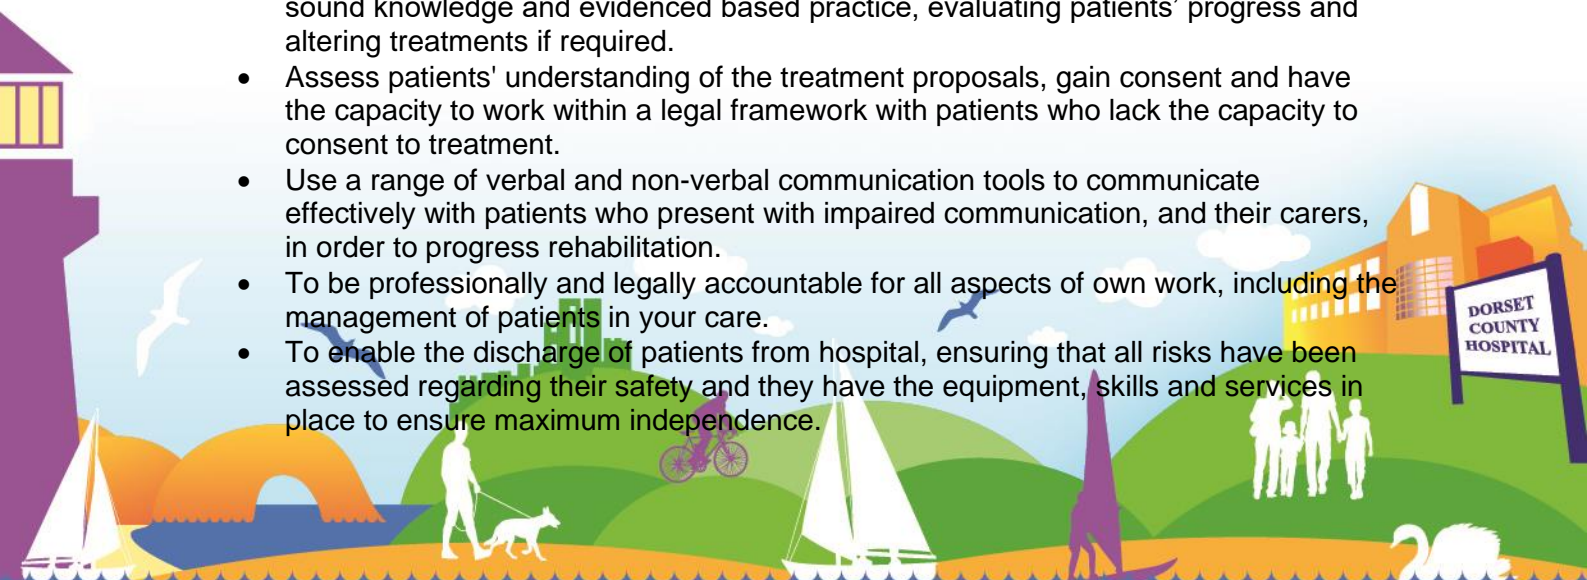 sound knowledge and evidenced based practice, evaluating patients’ progress and
altering treatments if required.
• Assess patients' understanding of the treatment proposals, gain consent and have
the capacity to work within a legal framework with patients who lack the capacity to
consent to treatment.
• Use a range of verbal and non-verbal communication tools to communicate
effectively with patients who present with impaired communication, and their carers,
in order to progress rehabilitation.
• To be professionally and legally accountable for all aspects of own work, including the
management of patients in your care.
• To enable the discharge of patients from hospital, ensuring that all risks have been
assessed regarding their safety and they have the equipment, skills and services in
place to ensure maximum independence.
DORSET
COUNTY
HOSPITAL